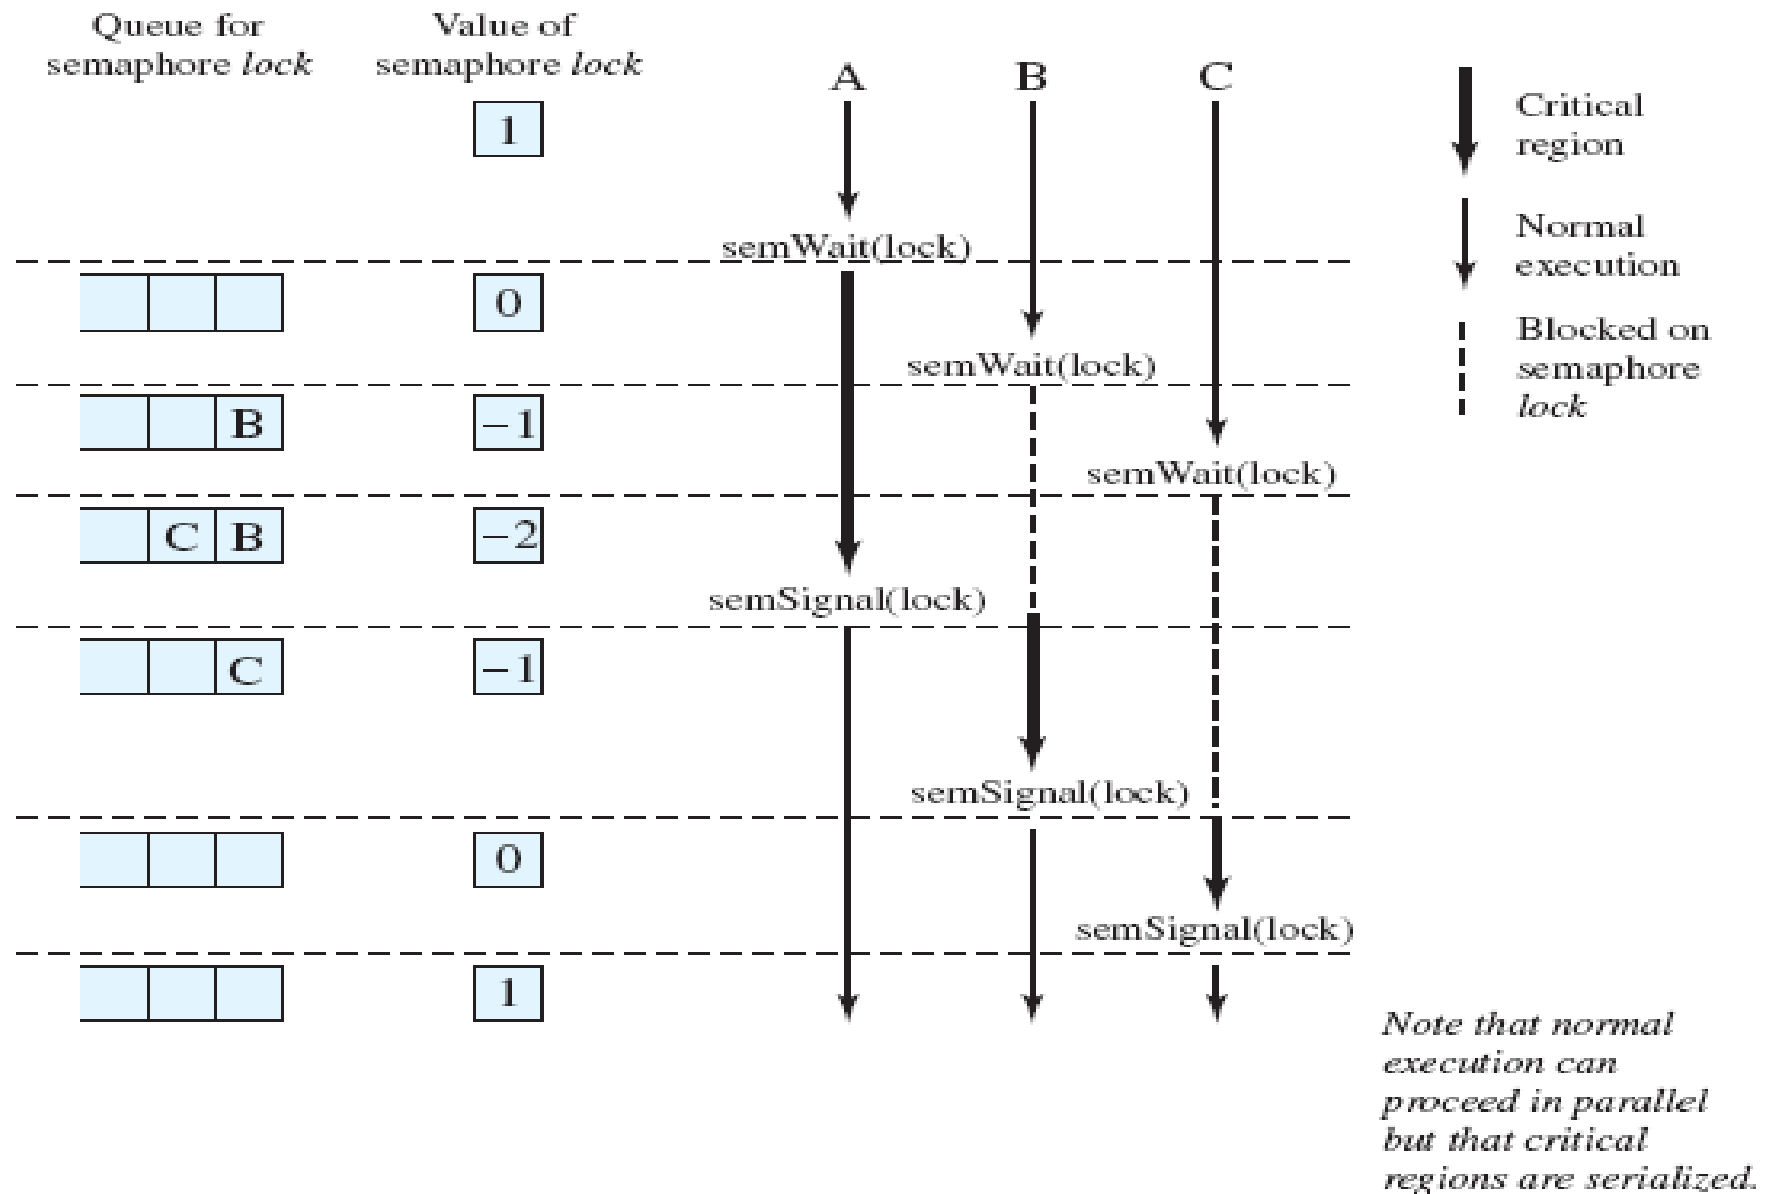 Queue for
semaphore lock
Value of
semaphore lock
A
B
C
1
Critical
region
Normal
execution
semWait(lock)
0
semWait(lock)
Blocked on
semaphore
lock
B
−1
semWait(lock)
C B
−2
semSignal(lock)
C
−1
semSignal(lock)
0
semSignal(lock)
1
Note that normal
execution can
proceed in parallel
but that critical
regions are serialized.